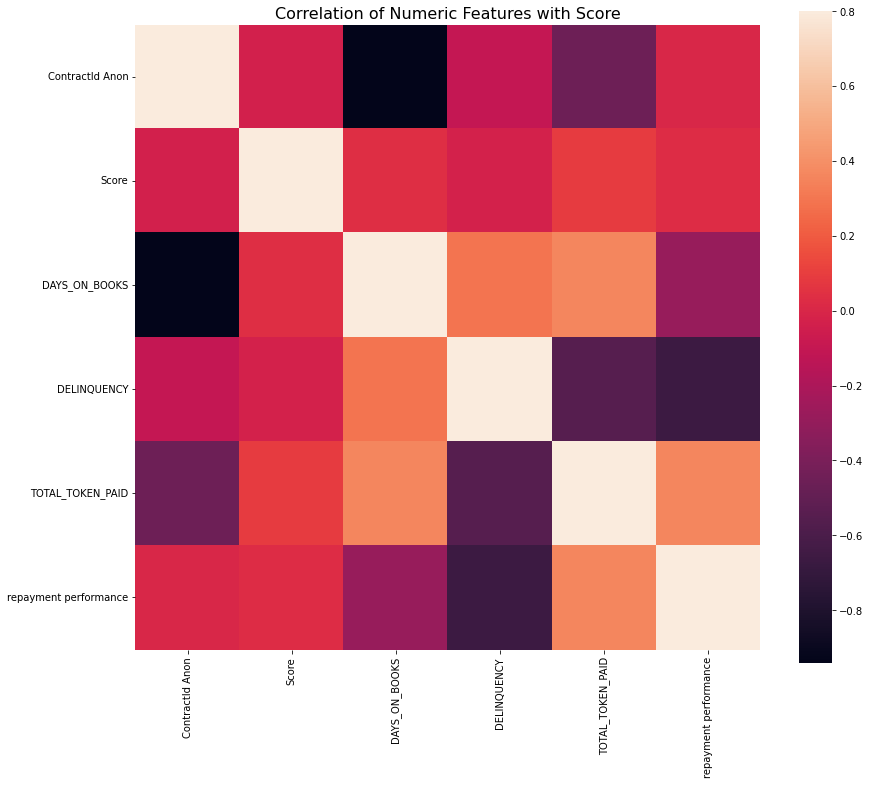 Correlation of Numeric Features with Score
ContractId Anon
Score
DAYS_ON_BOOKS
DELINQUENCY
TOTAL_TOKEN_PAID
repayment performance
ContractId Anon
Score
DAYS_ON_BOOKS
DELINQUENCY
TOTAL_TOKEN_PAID
repayment performance
0.8
0.6
0.4
0.2
0.0
−0.2
−0.4
−0.6
−0.8